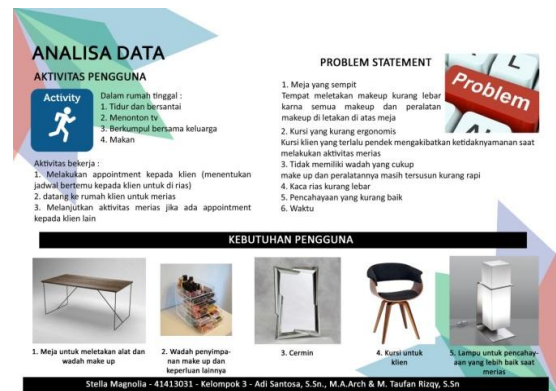 ANALISA DATA
AKTIVITAS PENGGUNA
Activity
Dalam rumah tinggal :
1. Tidur dan bersantai
2. Menonton tv
3. Berkumpul bersama keluarga
4. Makan
Aktivitas bekerja :
1. Melakukan appointment kepada klien (menentukan
jadwal bertemu kepada klien untuk di rias)
2. datang ke rumah klien untuk merias
3. Melanjutkan aktivitas merias jika ada appointment
kepada klien lain
PROBLEM STATEMENT
1. Meja yang sempit
Tempat meletakan makeup kurang lebar
karna semua makeup dan peralatan
makeup di letakan di atas meja
2. Kursi yang kurang ergonomis
Kursi klien yang terlalu pendek mengakibatkan ketidaknyamanan saat
melakukan aktivitas merias
3. Tidak memiliki wadah yang cukup
make up dan peralatannya masih tersusun kurang rapi
4. Kaca rias kurang lebar
5. Pencahayaan yang kurang baik
6. Waktu
L
Problem
KEBUTUHAN PENGGUNA
1. Meja untuk meletakan alat dan
wadah make up
2. Wadah penyimpa-
nan make up dan
keperluan lainnya
3. Cermin
4. Kursi untuk
klien
5. Lampu untuk pencahay-
aan yang lebih baik saat
merias
Stella Magnolia - 41413031 - Kelompok 3 - Adi Santosa, S.Sn., M.A.Arch & M. Taufan Rizqy, S.Sn